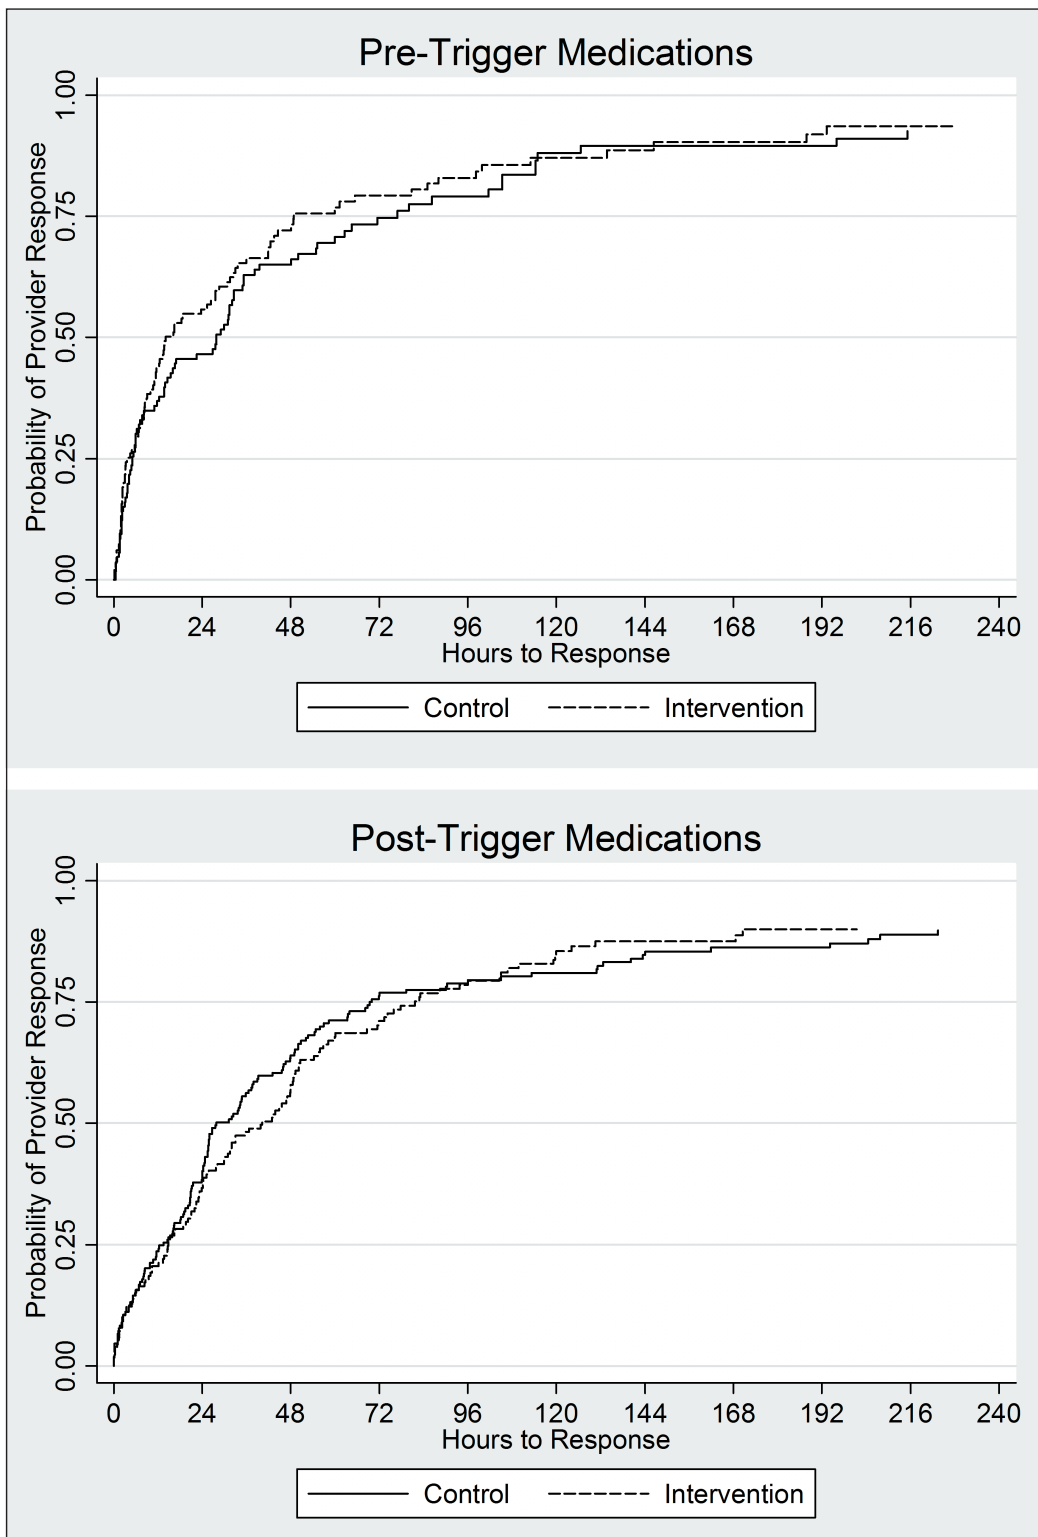 Pre-Trigger Medications
Probability of Provider Response
1.00
0.75
0.50
0.25
0.00
0 24 48 72 96 120 144 168 192 216 240
Hours to Response
Control Intervention
Post-Trigger Medications
Probability of Provider Response
1.00
0.75
0.50
0.25
0.00
0 24 48 72 96 120 144 168 192 216 240
Hours to Response
Control Intervention